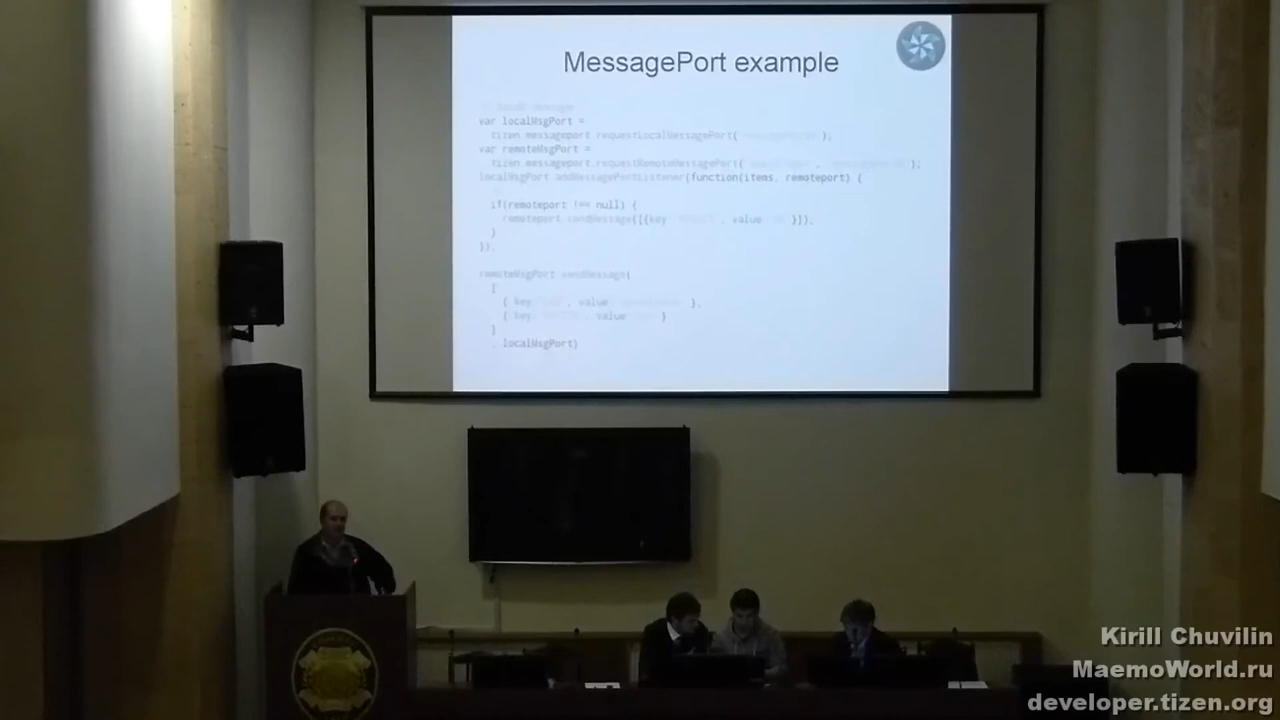 MessagePort example
var localMsgPort =
tizen.messageport.requestLocalMessagePort( );
var remoteMsgPort =
tizen.messageport.requestRemoteMessagePort( , );
localMsgPort.addMessagePortListener(function(items, remoteport) {
if(remoteport !== null) {
remoteport.sendMessage([{key: , value: }]);
}
});
remoteMsgPort.sendMessage(
[
{ key: , value: },
{ key: , value: }
]
, localMsgPort)
Kirill Chuvilin
MaemoWorld.ru
developer.tizen.org